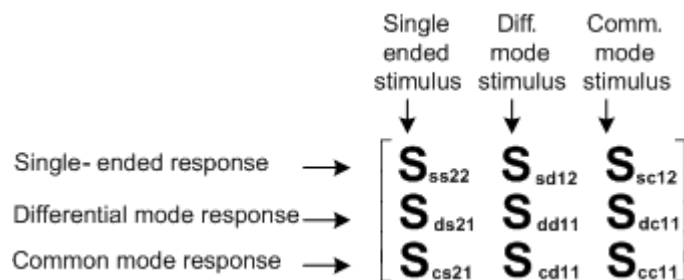 Single Diff. Comm.
ended mode mode
stimulus stimulus stimulus
Single- ended response Sss22 Ssd12 Ssc12
Differential mode response Sds21 Sdd11 Sdc11
Common mode response Scs21 Scd11 Scc11